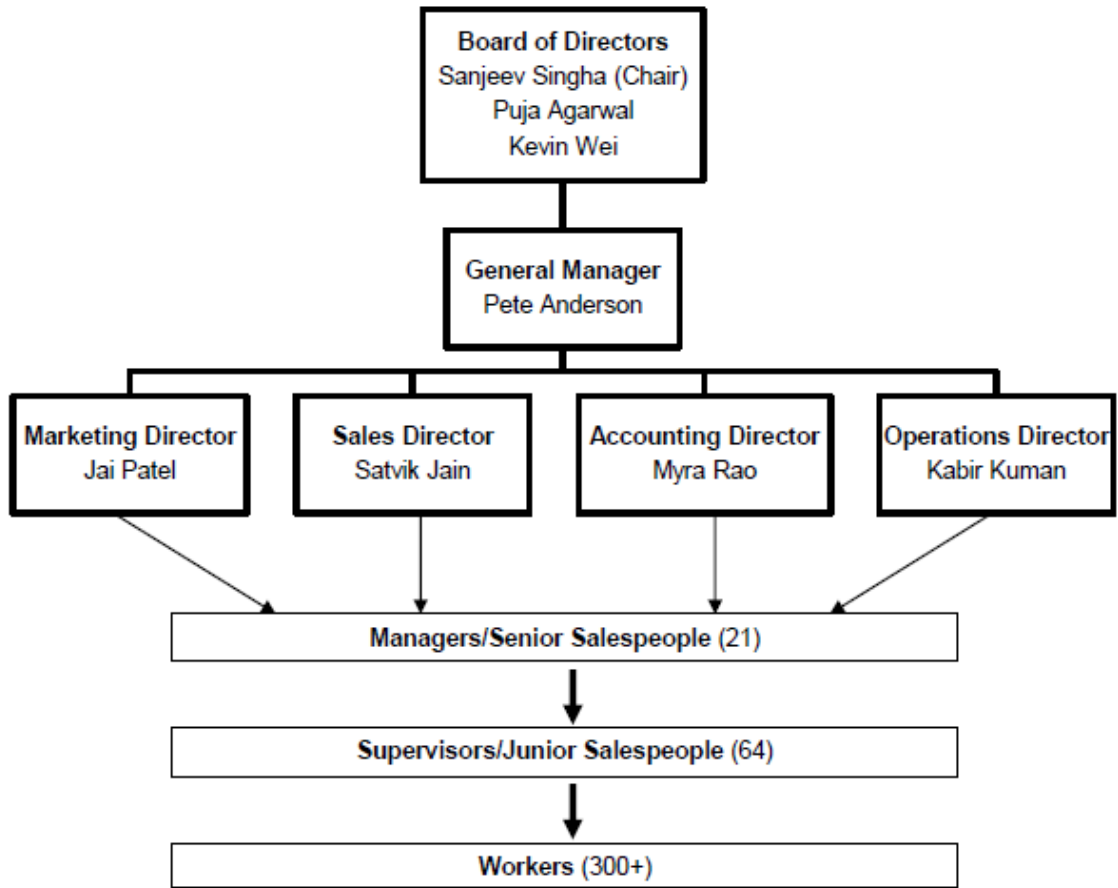 Board of Directors
Sanjeev Singha (Chair)
Puja Agarwal
Kevin Wei
General Manager
Pete Anderson
Marketing Director
Jai Patel
Sales Director
Satvik Jain
Accounting Director
Myra Rao
Operations Director
Kabir Kuman
Managers/Senior Salespeople (21)
Supervisors/Junior Salespeople (64)
Workers (300+)